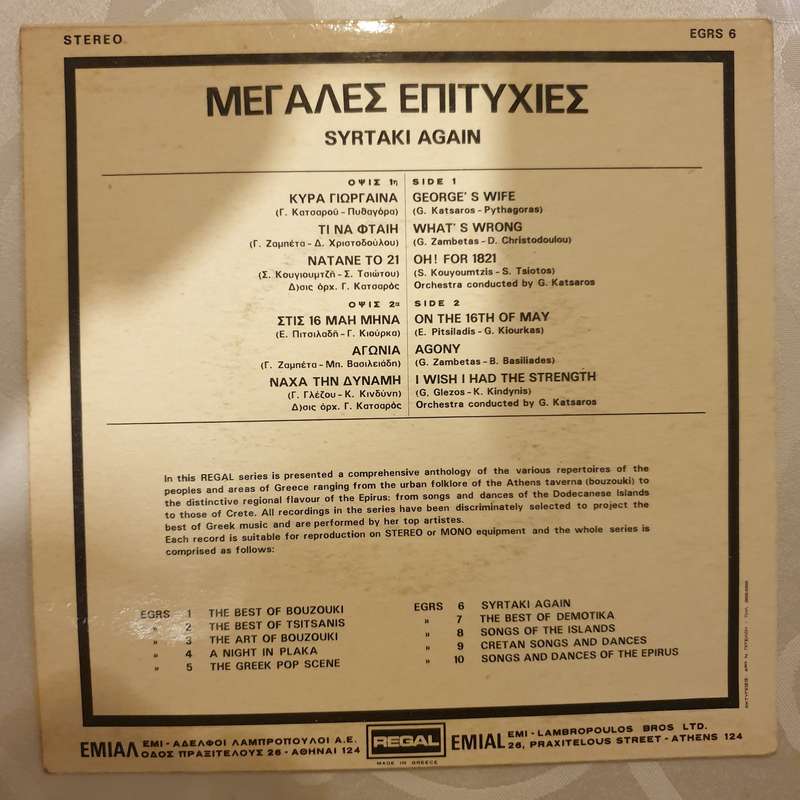 STEREO
EGRS 6
ΜΕΓΑΛΕΣ ΕΠΙΤΥΧΙΕΣ
SYRTAKI AGAIN
ΟΨΙΣ 1η
SIDE 1
ΚΥΡΑ ΓΙΩΡΓΑΙΝΑ
GEORGE' S WIFE
(Γ. Κατσαρού - Πυθαγόρα)
(G. Katsaros - Pythagoras)
ΤΙ ΝΑ ΦΤΑΙΗ
WHAT' S WRONG
(Γ. Ζαμπέτα - Δ. Χριστοδούλου)
(G. Zambetas - D. Christodoulou)
ΝΑΤΑΝΕ ΤΟ 21
OH! FOR 1821
(Σ. Κουγιουμτζή - Σ. Τσιώτου)
(S. Kouyoumtzis - S. Tsiotos)
Δ)σις όρχ. Γ. Κατσαρός
Orchestra conducted by G. Katsaros
ΟΨΙΣ 2α
SIDE 2
ΣΤΙΣ 16 ΜΑΗ ΜΗΝΑ
ON THE 16TH OF MAY
(Ε. Πιτσιλαδή - Γ. Κιούρκα)
(E. Pitsiladis - G. Kiourkas)
ΑΓΩΝΙΑ
AGONY
(Γ. Ζαμπέτα - Μπ. Βασιλειάδη)
(G. Zambetas - B. Basiliades)
ΝΑΧΑ ΤΗΝ ΔΥΝΑΜΗ
I WISH I HAD THE STRENGTH
(Γ. Γλέζου - Κ. Κινδύνη)
(G. Glezos - K. Kindynis)
Δ)σις όρχ. Γ. Κατσαρός
Orchestra conducted by G. Katsaros
In this REGAL series is presented a comprehensive anthology of the various repertoires of the
peoples and areas of Greece ranging from the urban folklore of the Athens taverna (bouzouki) to
the distinctive regional flavour of the Epirus: from songs and dances of the Dodecanese Islands
to those of Crete. All recordings in the series have been discriminately selected to project the
best of Greek music and are performed by her top artistes.
Each record is suitable for reproduction on STEREO or MONO equipment and the whole series is
comprised as follows:
EGRS 1 THE BEST OF BOUZOUKI
" 2 THE BEST OF TSITSANIS
" 3 THE ART OF BOUZOUKI
" 4 A NIGHT IN PLAKA
" 5 THE GREEK POP SCENE
EGRS 6 SYRTAKI AGAIN
" 7 THE BEST OF DEMOTIKA
" 8 SONGS OF THE ISLANDS
" 9 CRETAN SONGS AND DANCES
" 10 SONGS AND DANCES OF THE EPIRUS
ΕΜΙΑΛ ΕΜΙ - ΑΔΕΛΦΟΙ ΛΑΜΠΡΟΠΟΥΛΟΙ Α.Ε.
ΟΔΟΣ ΠΡΑΞΙΤΕΛΟΥΣ 26 - ΑΘΗΝΑΙ 124
REGAL
MADE IN GREECE
EMIAL EMI - LAMBROPOULOS BROS LTD.
26, PRAXITELOUS STREET - ATHENS 124